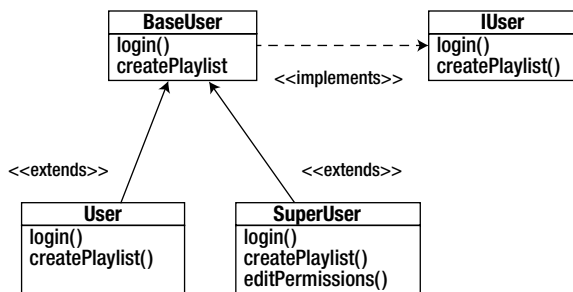 BaseUser
login()
createPlaylist
IUser
login()
createPlaylist()
<<implements>>
<<extends>>
<<extends>>
User
login()
createPlaylist()
SuperUser
login()
createPlaylist()
editPermissions()